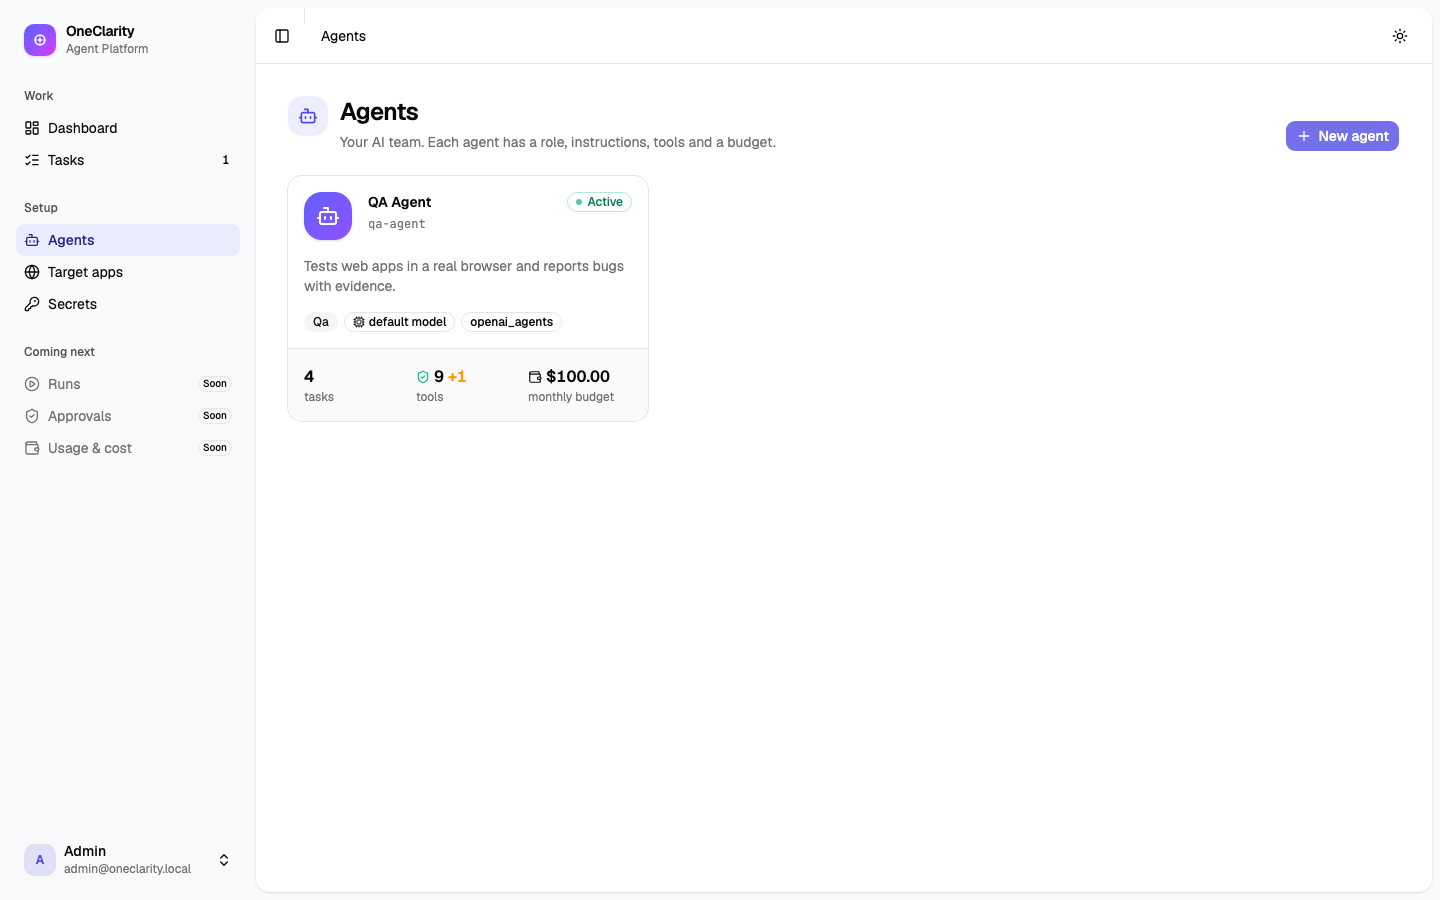 OneClarity
Agent Platform
Work
Dashboard
Tasks 1
Setup
Agents
Target apps
Secrets
Coming next
Runs Soon
Approvals Soon
Usage & cost Soon
A
Admin
admin@oneclarity.local
Agents
Agents
Your AI team. Each agent has a role, instructions, tools and a budget.
New agent
QA Agent Active
qa-agent
Tests web apps in a real browser and reports bugs
with evidence.
Qa default model openai_agents
4 9 +1 $100.00
tasks tools monthly budget